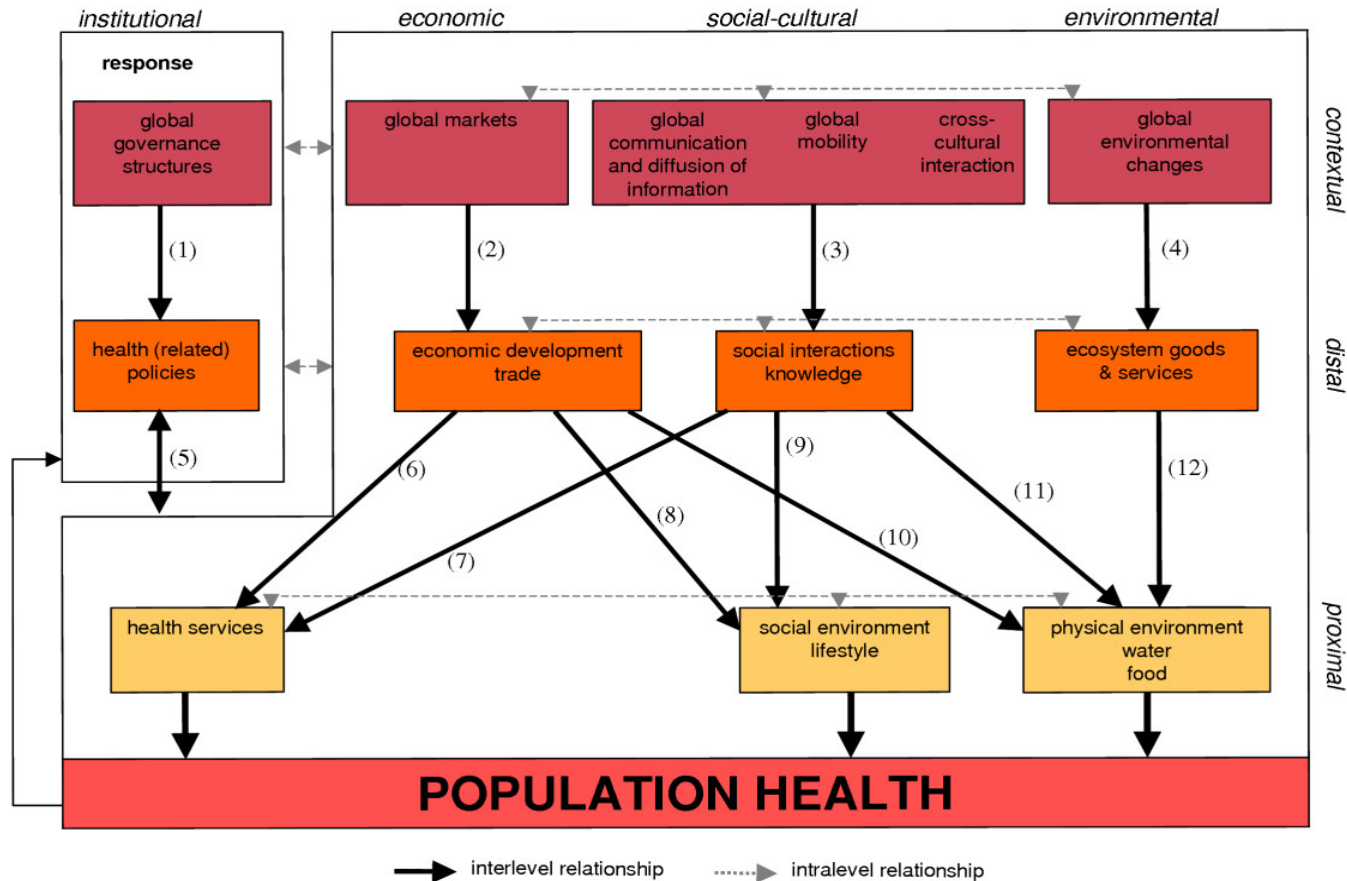 institutional
economic
social-cultural
environmental
response
global
governance
structures
global markets
global
communication
and diffusion of
information
global
mobility
cross-
cultural
interaction
global
environmental
changes
contextual
(1)
(2)
(3)
(4)
health (related)
policies
economic development
trade
social interactions
knowledge
ecosystem goods
& services
distal
(5)
(6)
(7)
(8)
(9)
(10)
(11)
(12)
health services
social environment
lifestyle
physical environment
water
food
proximal
POPULATION HEALTH
interlevel relationship
intralevel relationship